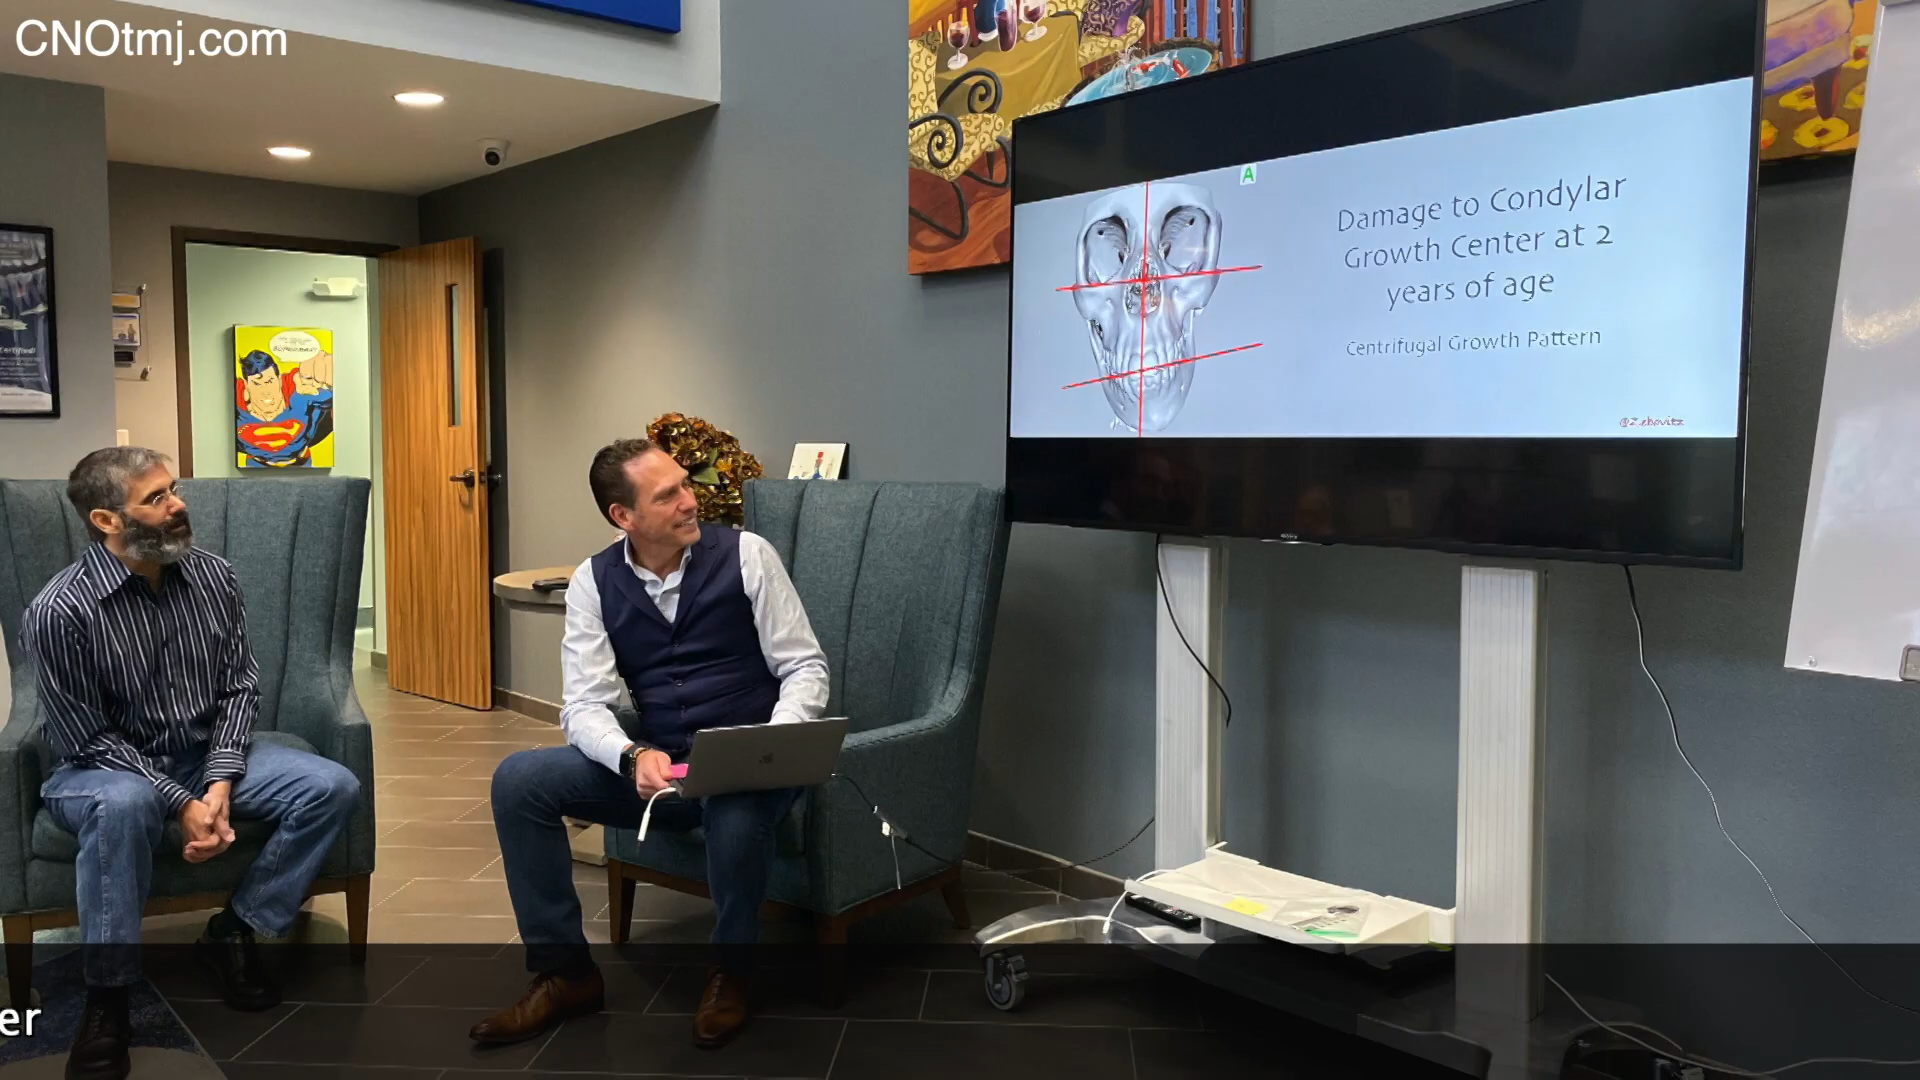 CNOtmj.com
A
Damage to Condylar
Growth Center at 2
years of age
Centrifugal Growth Pattern
er